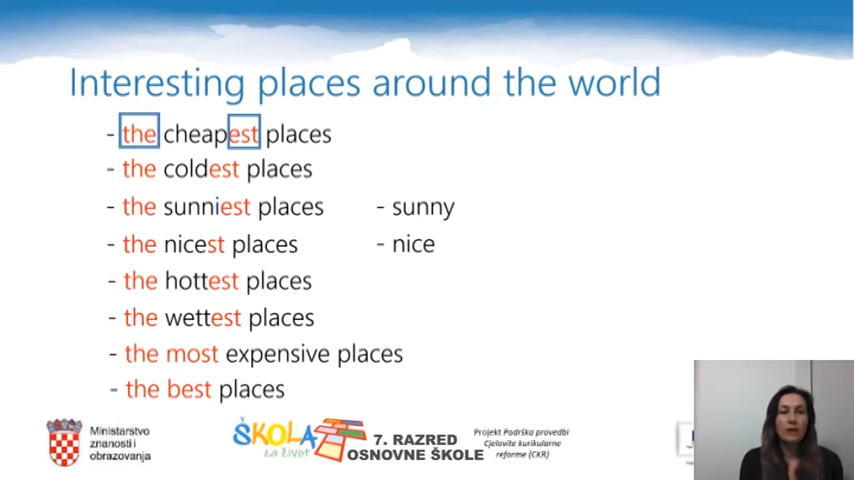 Interesting places around the world
- the cheapest places
- the coldest places
- the sunniest places - sunny
- the nicest places - nice
- the hottest places
- the wettest places
- the most expensive places
- the best places
Ministarstvo
znanosti i
obrazovanja
ŠKOLA
za život
7. RAZRED
OSNOVNE ŠKOLE
Projekt Podrška provedbi
Cjelovite kurikularne
reforme (CKR)